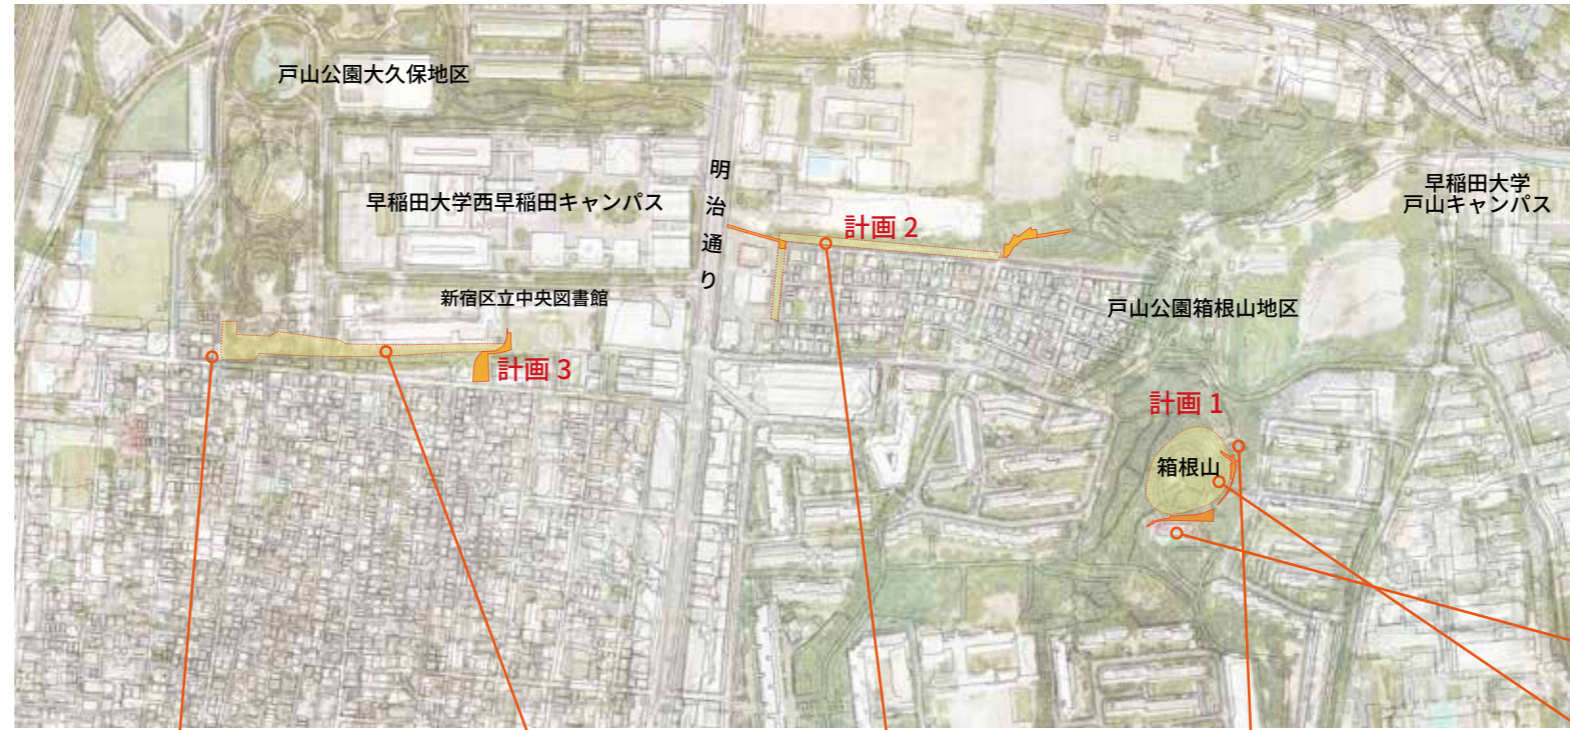 戸山公園大久保地区
早稲田大学西早稲田キャンパス
新宿区立中央図書館
計画 3
明治通り
計画 2
早稲田大学
戸山キャンパス
戸山公園箱根山地区
計画 1
箱根山